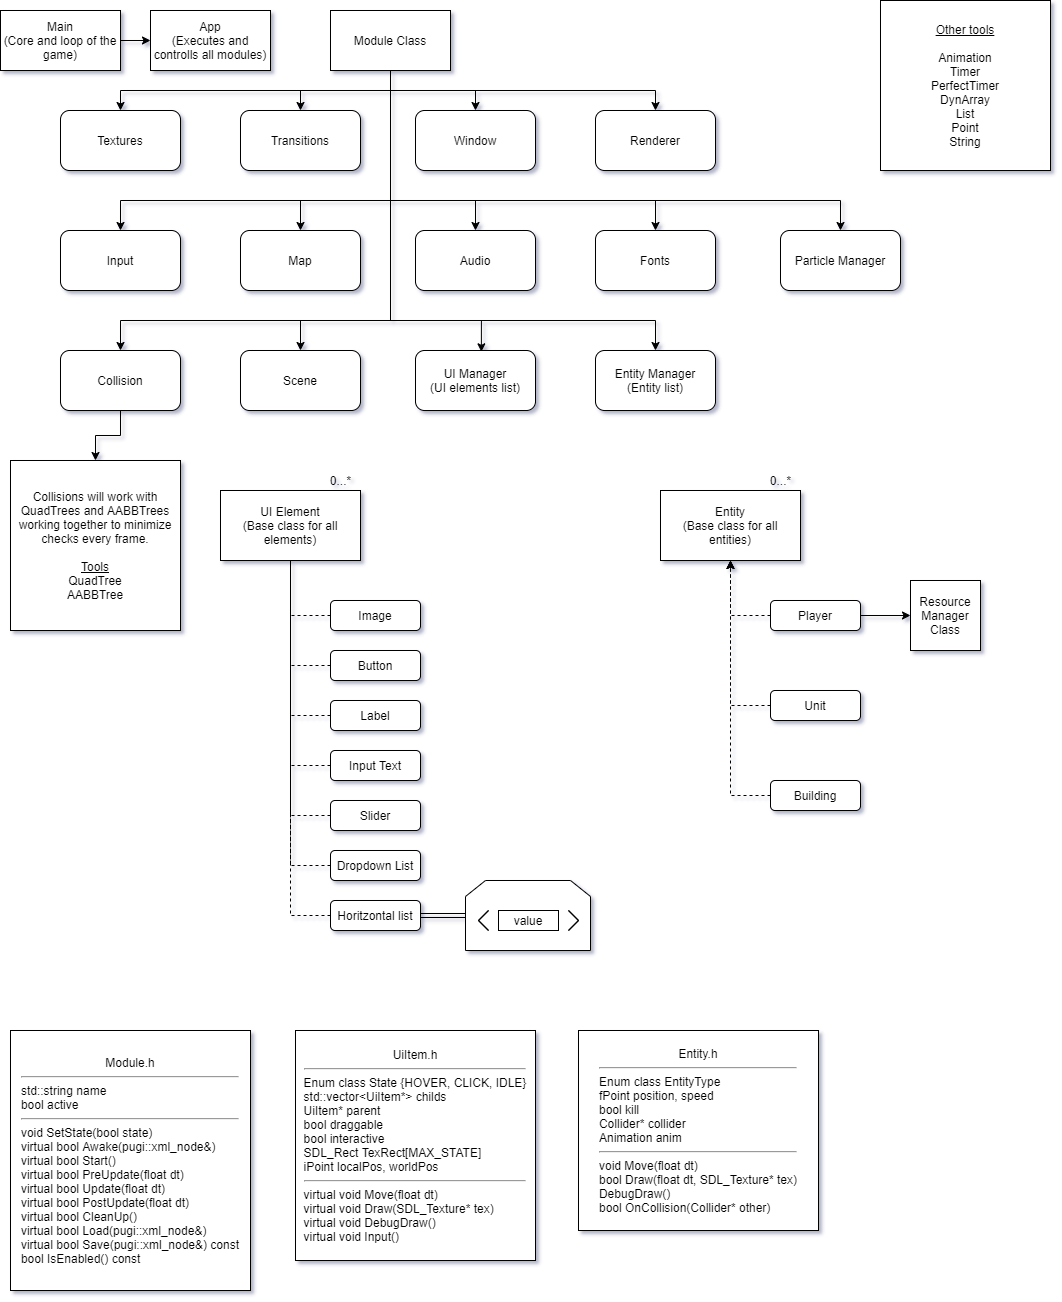 Main
(Core and loop of the
game)
App
(Executes and
controlls all modules)
Module Class
Other tools
Animation
Timer
PerfectTimer
DynArray
List
Point
String
Textures
Transitions
Window
Renderer
Input
Map
Audio
Fonts
Particle Manager
Collision
Scene
UI Manager
(UI elements list)
Entity Manager
(Entity list)
Collisions will work with
QuadTrees and AABBTrees
working together to minimize
checks every frame.
Tools
QuadTree
AABBTree
0...*
UI Element
(Base class for all
elements)
Image
Button
Label
Input Text
Slider
Dropdown List
Horitzontal list
value
0...*
Entity
(Base class for all
entities)
Player
Resource
Manager
Class
Unit
Building
Module.h
std::string name
bool active
void SetState(bool state)
virtual bool Awake(pugi::xml_node&)
virtual bool Start()
virtual bool PreUpdate(float dt)
virtual bool Update(float dt)
virtual bool PostUpdate(float dt)
virtual bool CleanUp()
virtual bool Load(pugi::xml_node&)
virtual bool Save(pugi::xml_node&) const
bool IsEnabled() const
UiItem.h
Enum class State {HOVER, CLICK, IDLE}
std::vector<UiItem*> childs
UiItem* parent
bool draggable
bool interactive
SDL_Rect TexRect[MAX_STATE]
iPoint localPos, worldPos
virtual void Move(float dt)
virtual void Draw(SDL_Texture* tex)
virtual void DebugDraw()
virtual void Input()
Entity.h
Enum class EntityType
fPoint position, speed
bool kill
Collider* collider
Animation anim
void Move(float dt)
bool Draw(float dt, SDL_Texture* tex)
DebugDraw()
bool OnCollision(Collider* other)